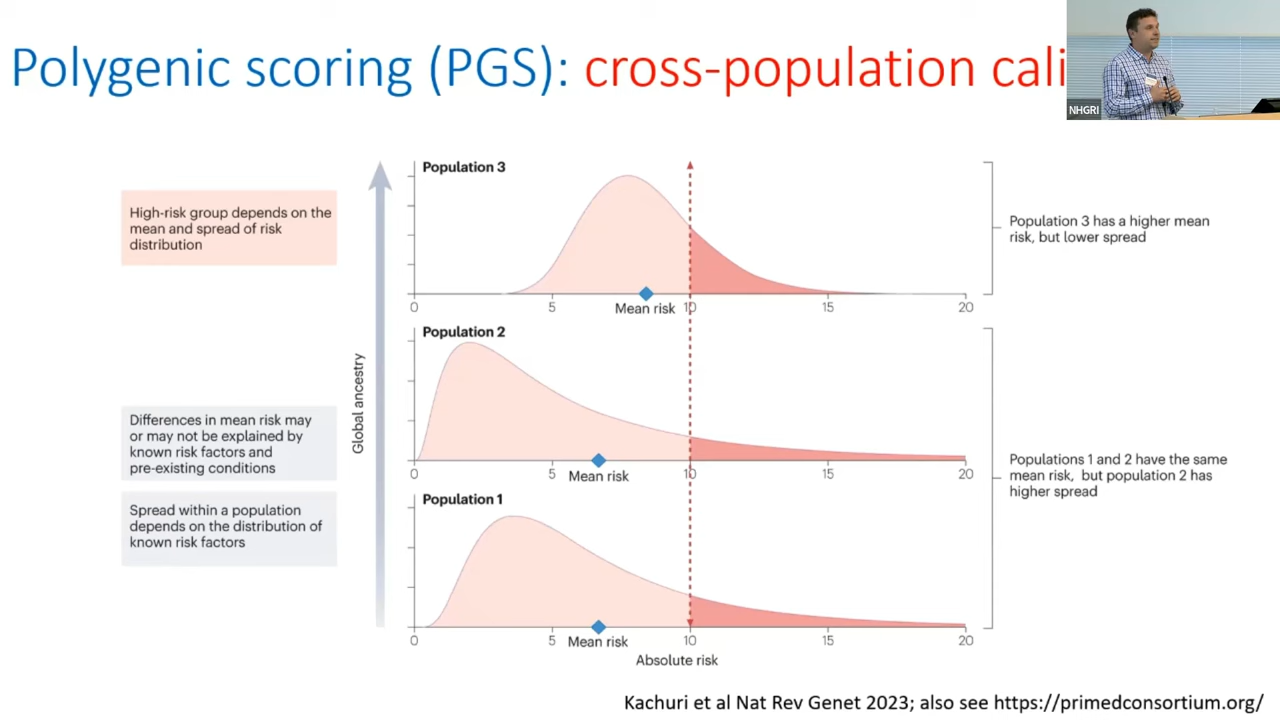 Polygenic scoring (PGS): cross-population cali
NHGRI
Population 3
High-risk group depends on the
mean and spread of risk
distribution
Population 3 has a higher mean
risk, but lower spread
0
5
Mean risk
10
15
20
Population 2
Global ancestry
Differences in mean risk may
or may not be explained by
known risk factors and
pre-existing conditions
0
5
Mean risk
10
15
20
Populations 1 and 2 have the same
mean risk, but population 2 has
higher spread
Population 1
Spread within a population
depends on the distribution of
known risk factors
0
5
Mean risk
10
15
20
Absolute risk
Kachuri et al Nat Rev Genet 2023; also see https://primedconsortium.org/